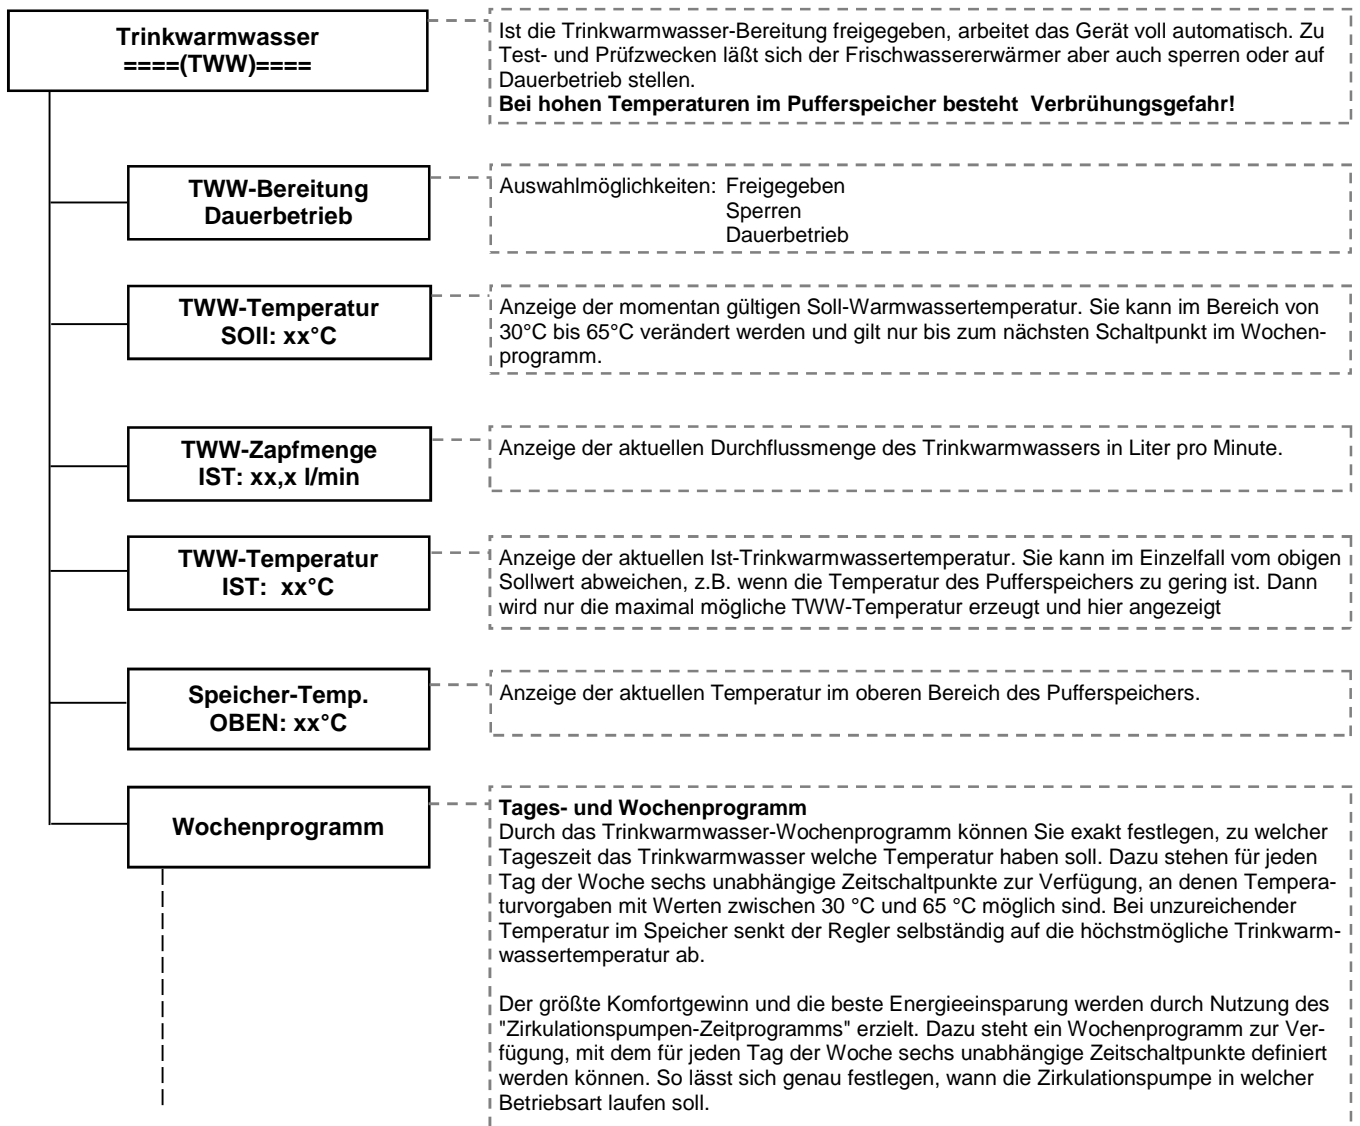 Trinkwarmwasser
====(TWW)====
Ist die Trinkwarmwasser-Bereitung freigegeben, arbeitet das Gerät voll automatisch. Zu
Test- und Prüfzwecken läßt sich der Frischwassererwärmer aber auch sperren oder auf
Dauerbetrieb stellen.
Bei hohen Temperaturen im Pufferspeicher besteht Verbrühungsgefahr!
TWW-Bereitung
Dauerbetrieb
Auswahlmöglichkeiten: Freigegeben
Sperren
Dauerbetrieb
TWW-Temperatur
SOll: xx°C
Anzeige der momentan gültigen Soll-Warmwassertemperatur. Sie kann im Bereich von
30°C bis 65°C verändert werden und gilt nur bis zum nächsten Schaltpunkt im Wochen-
programm.
TWW-Zapfmenge
IST: xx,x l/min
Anzeige der aktuellen Durchflussmenge des Trinkwarmwassers in Liter pro Minute.
TWW-Temperatur
IST: xx°C
Anzeige der aktuellen Ist-Trinkwarmwassertemperatur. Sie kann im Einzelfall vom obigen
Sollwert abweichen, z.B. wenn die Temperatur des Pufferspeichers zu gering ist. Dann
wird nur die maximal mögliche TWW-Temperatur erzeugt und hier angezeigt
Speicher-Temp.
OBEN: xx°C
Anzeige der aktuellen Temperatur im oberen Bereich des Pufferspeichers.
Wochenprogramm
Tages- und Wochenprogramm
Durch das Trinkwarmwasser-Wochenprogramm können Sie exakt festlegen, zu welcher
Tageszeit das Trinkwarmwasser welche Temperatur haben soll. Dazu stehen für jeden
Tag der Woche sechs unabhängige Zeitschaltpunkte zur Verfügung, an denen Tempera-
turvorgaben mit Werten zwischen 30 °C und 65 °C möglich sind. Bei unzureichender
Temperatur im Speicher senkt der Regler selbständig auf die höchstmögliche Trinkwarm-
wassertemperatur ab.
Der größte Komfortgewinn und die beste Energieeinsparung werden durch Nutzung des
"Zirkulationspumpen-Zeitprogramms" erzielt. Dazu steht ein Wochenprogramm zur Ver-
fügung, mit dem für jeden Tag der Woche sechs unabhängige Zeitschaltpunkte definiert
werden können. So lässt sich genau festlegen, wann die Zirkulationspumpe in welcher
Betriebsart laufen soll.